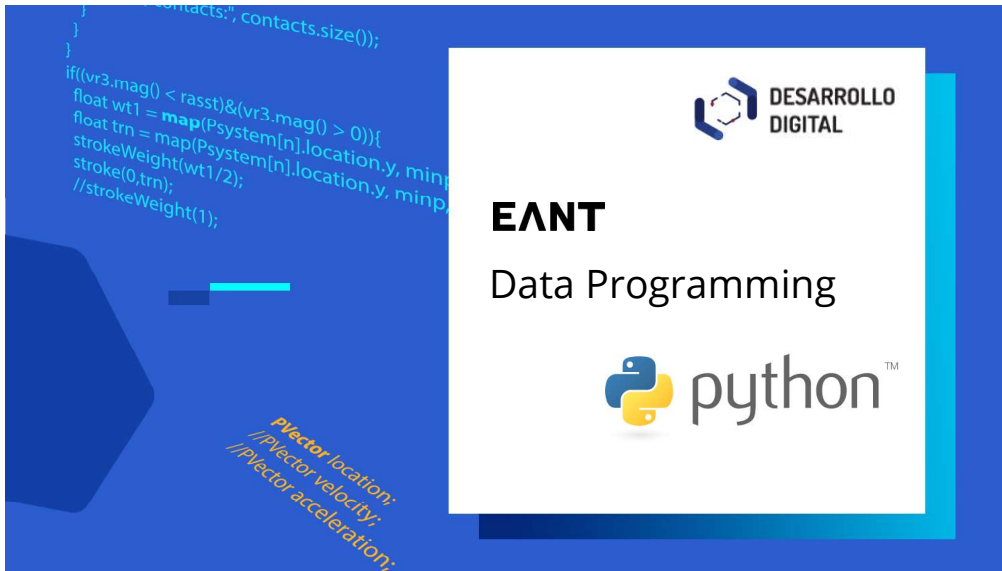 }
contacts:", contacts.size());
}
}
if((vr3.mag() < rasst)&(vr3.mag() > 0)){
float wt1 = map(Psystem[n].location.y, minp
float trn = map(Psystem[n].location.y, minp,
strokeWeight(wt1/2);
stroke(0,trn);
//strokeWeight(1);
DESARROLLO
DIGITAL
EANT
Data Programming
python™
PVector location;
//PVector velocity;
//PVector acceleration;